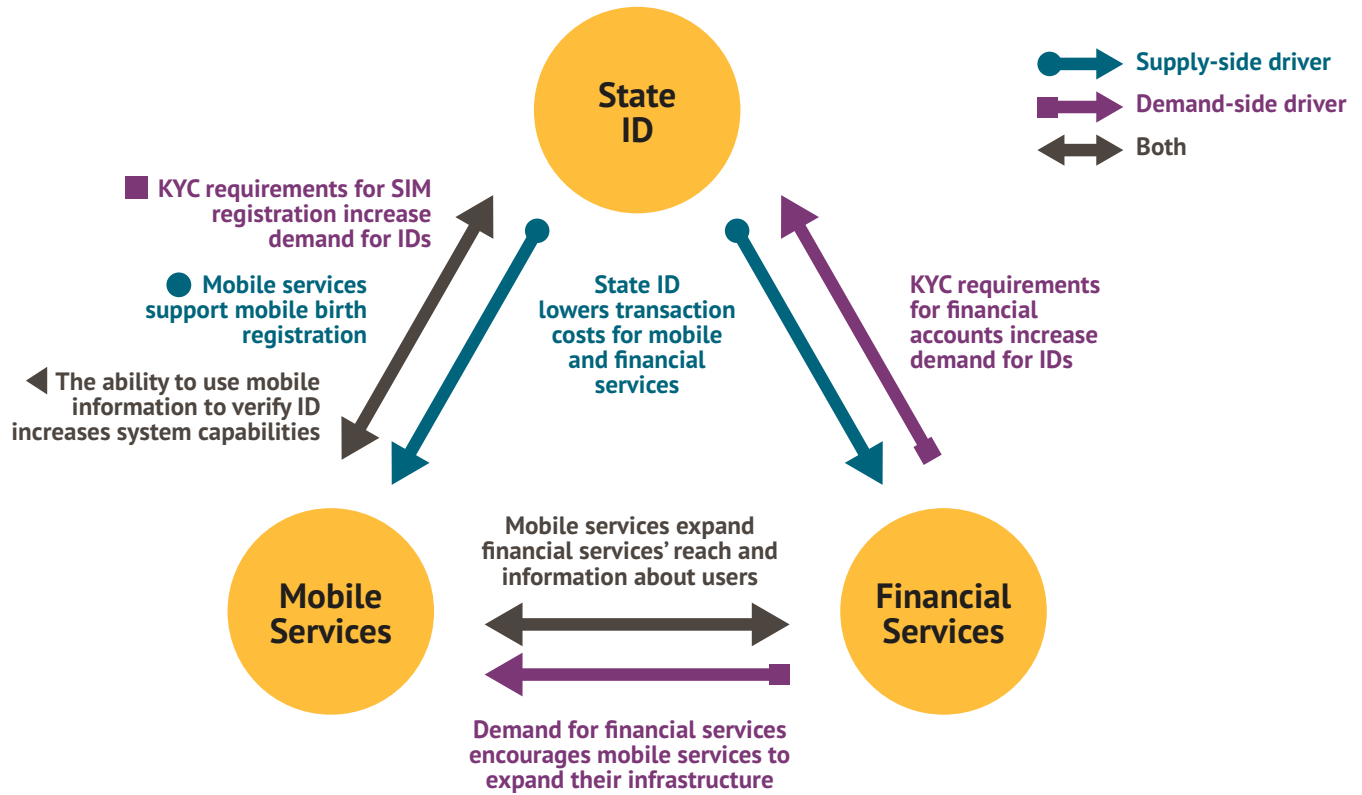 State
ID
Supply-side driver
Demand-side driver
Both
KYC requirements for SIM
registration increase
demand for IDs
Mobile services
support mobile birth
registration
The ability to use mobile
information to verify ID
increases system capabilities
State ID
lowers transaction
costs for mobile
and financial
services
KYC requirements
for financial
accounts increase
demand for IDs
Mobile services expand
financial services’ reach and
information about users
Mobile
Services
Financial
Services
Demand for financial services
encourages mobile services to
expand their infrastructure